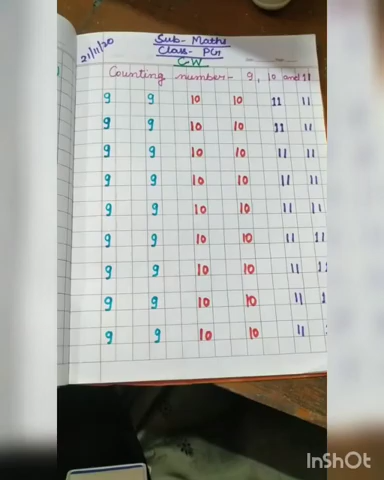 21/11/20
Sub- Maths
Class- PG
C-W
Counting number- 9, 10 and 11
9 9 10 10 11 11
9 9 10 10 11 11
9 9 10 10 11 11
9 9 10 10 11 11
9 9 10 10 11 11
9 9 10 10 11 11
9 9 10 10 11 1
9 9 10 10 11 1
9 9 10 10 11
InShOt